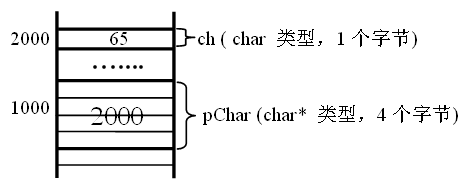 2000 65 ch ( char 类型，1 个字节)
…….
1000 2000 pChar (char* 类型，4 个字节)